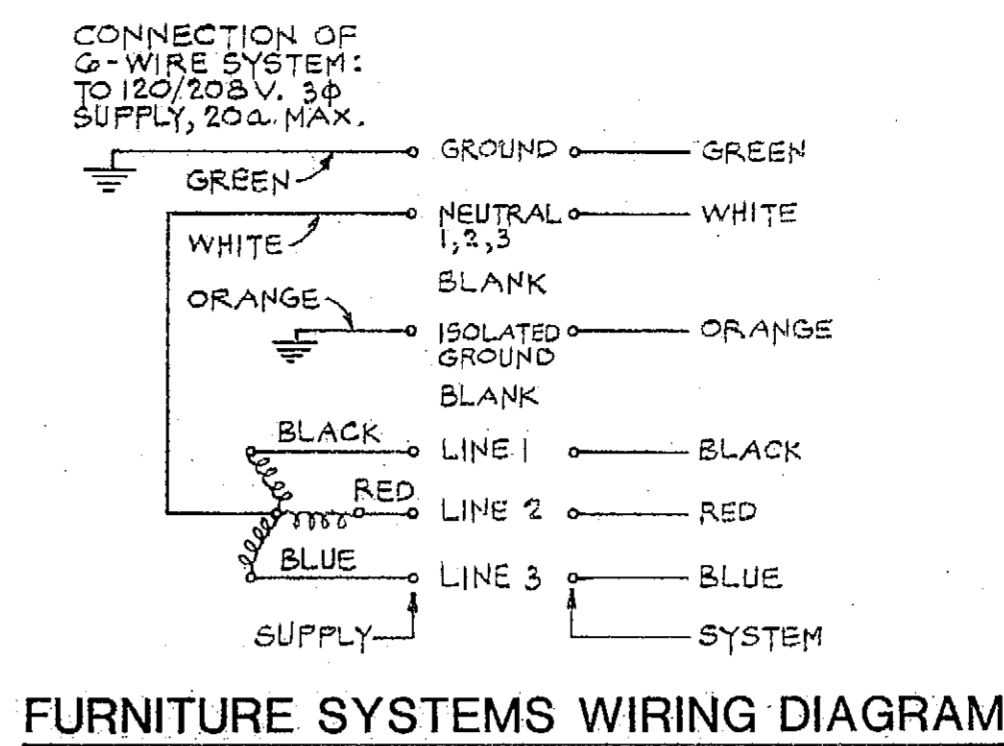 CONNECTION OF
6-WIRE SYSTEM:
TO 120/208 V. 3ϕ
SUPPLY, 20a. MAX.
GROUND
GREEN
GREEN
NEUTRAL
1, 2, 3
WHITE
WHITE
BLANK
ORANGE
ISOLATED
GROUND
ORANGE
BLANK
BLACK
LINE 1
BLACK
RED
LINE 2
RED
BLUE
LINE 3
BLUE
SUPPLY
SYSTEM
FURNITURE SYSTEMS WIRING DIAGRAM